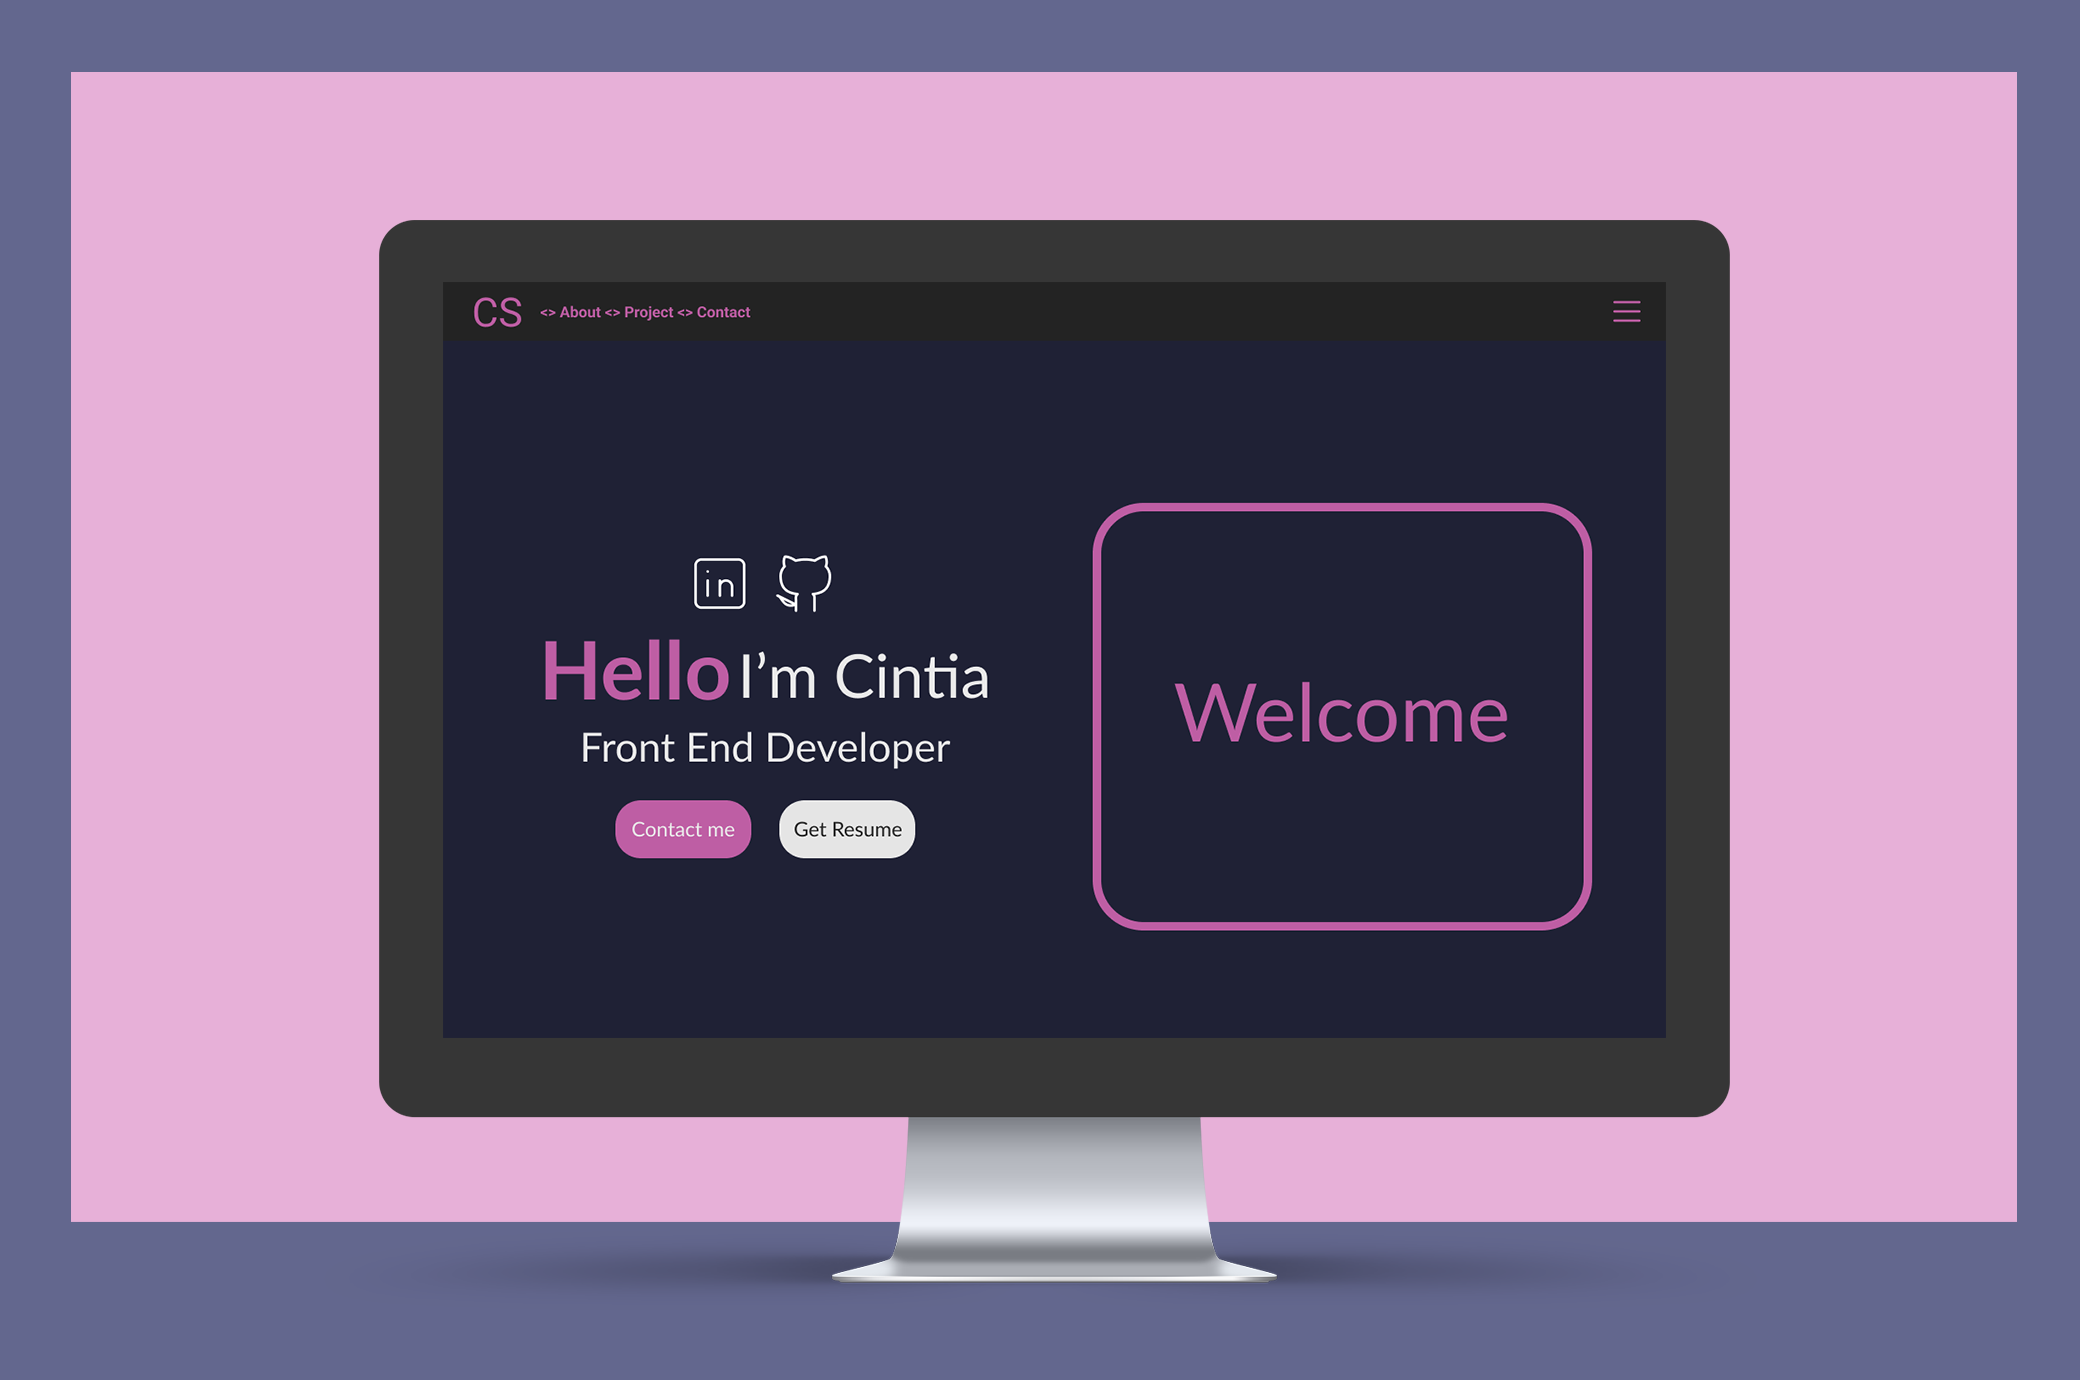 CS <> About <> Project <> Contact
in
Hello I’m Cintia
Front End Developer
Contact me
Get Resume
Welcome